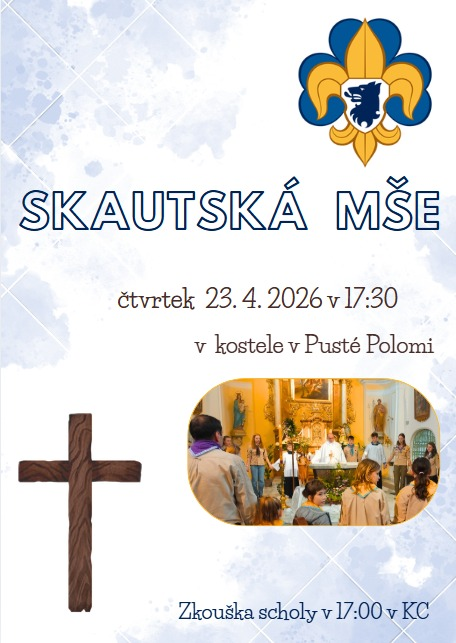 SKAUTSKÁ MŠE
čtvrtek 23. 4. 2026 v 17:30
v kostele v Pusté Polomi
Zkouška scholy v 17:00 v KC